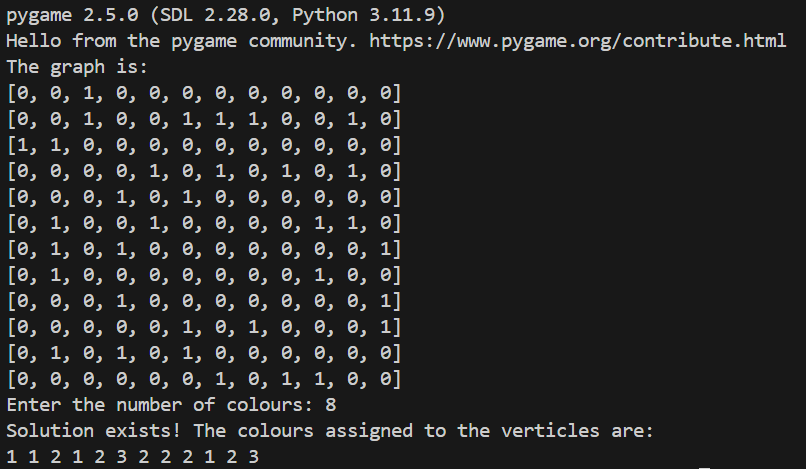 pygame 2.5.0 (SDL 2.28.0, Python 3.11.9)
Hello from the pygame community. https://www.pygame.org/contribute.html
The graph is:
[0, 0, 1, 0, 0, 0, 0, 0, 0, 0, 0, 0]
[0, 0, 1, 0, 0, 1, 1, 1, 0, 0, 1, 0]
[1, 1, 0, 0, 0, 0, 0, 0, 0, 0, 0, 0]
[0, 0, 0, 0, 1, 0, 1, 0, 1, 0, 1, 0]
[0, 0, 0, 1, 0, 1, 0, 0, 0, 0, 0, 0]
[0, 1, 0, 0, 1, 0, 0, 0, 0, 1, 1, 0]
[0, 1, 0, 1, 0, 0, 0, 0, 0, 0, 0, 1]
[0, 1, 0, 0, 0, 0, 0, 0, 0, 1, 0, 0]
[0, 0, 0, 1, 0, 0, 0, 0, 0, 0, 0, 1]
[0, 0, 0, 0, 0, 1, 0, 1, 0, 0, 0, 1]
[0, 1, 0, 1, 0, 1, 0, 0, 0, 0, 0, 0]
[0, 0, 0, 0, 0, 0, 1, 0, 1, 1, 0, 0]
Enter the number of colours: 8
Solution exists! The colours assigned to the verticles are:
1 1 2 1 2 3 2 2 2 1 2 3